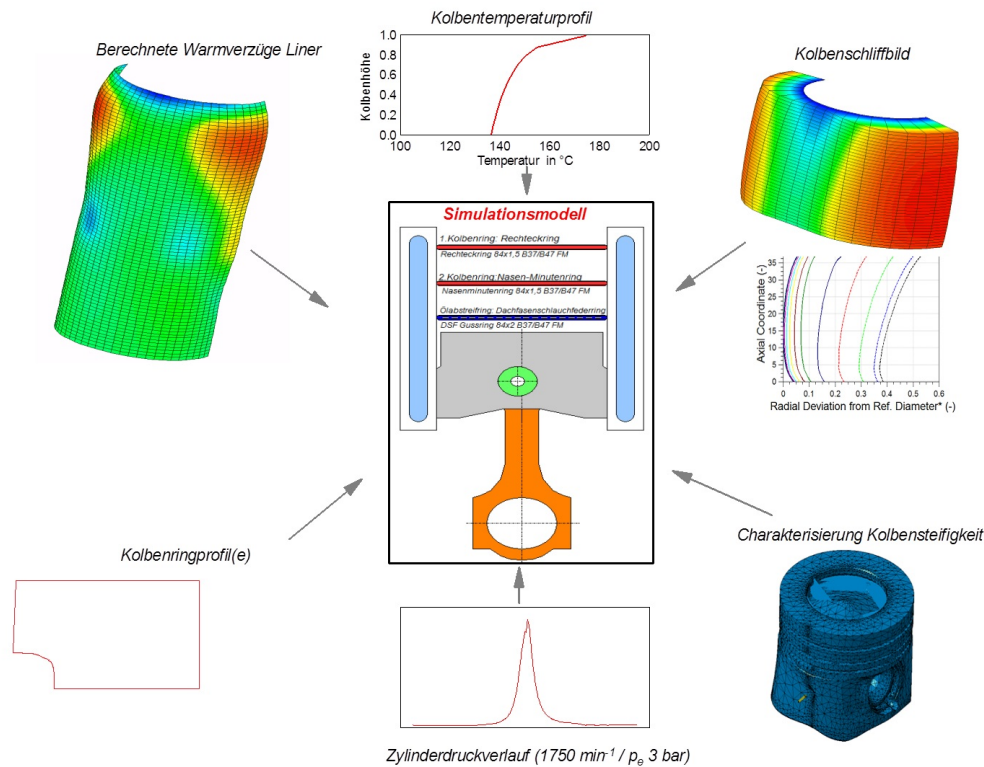 Kolbentemperaturprofil
Berechnete Warmverzüge Liner
Kolbenschliffbild
Kolbenhöhe
1.0
0.8
0.6
0.4
0.2
0.0
100 120 140 160 180 200
Temperatur in °C
Simulationsmodell
1.Kolbenring: Rechteckring
Rechteckring 84x1,5 B37/B47 FM
2.Kolbenring:Nasen-Minutenring
Nasenminutenring 84x1,5 B37/B47 FM
Ölabstreifring: Dachfasenschlauchfederring
DSF Gussring 84x2 B37/B47 FM
Axial Coordinate (-)
35
30
25
20
15
10
5
0
0 0.1 0.2 0.3 0.4 0.5 0.6
Radial Deviation from Ref. Diameter* (-)
Kolbenringprofil(e)
Charakterisierung Kolbensteifigkeit
Zylinderdruckverlauf (1750 min⁻¹ / pₑ 3 bar)